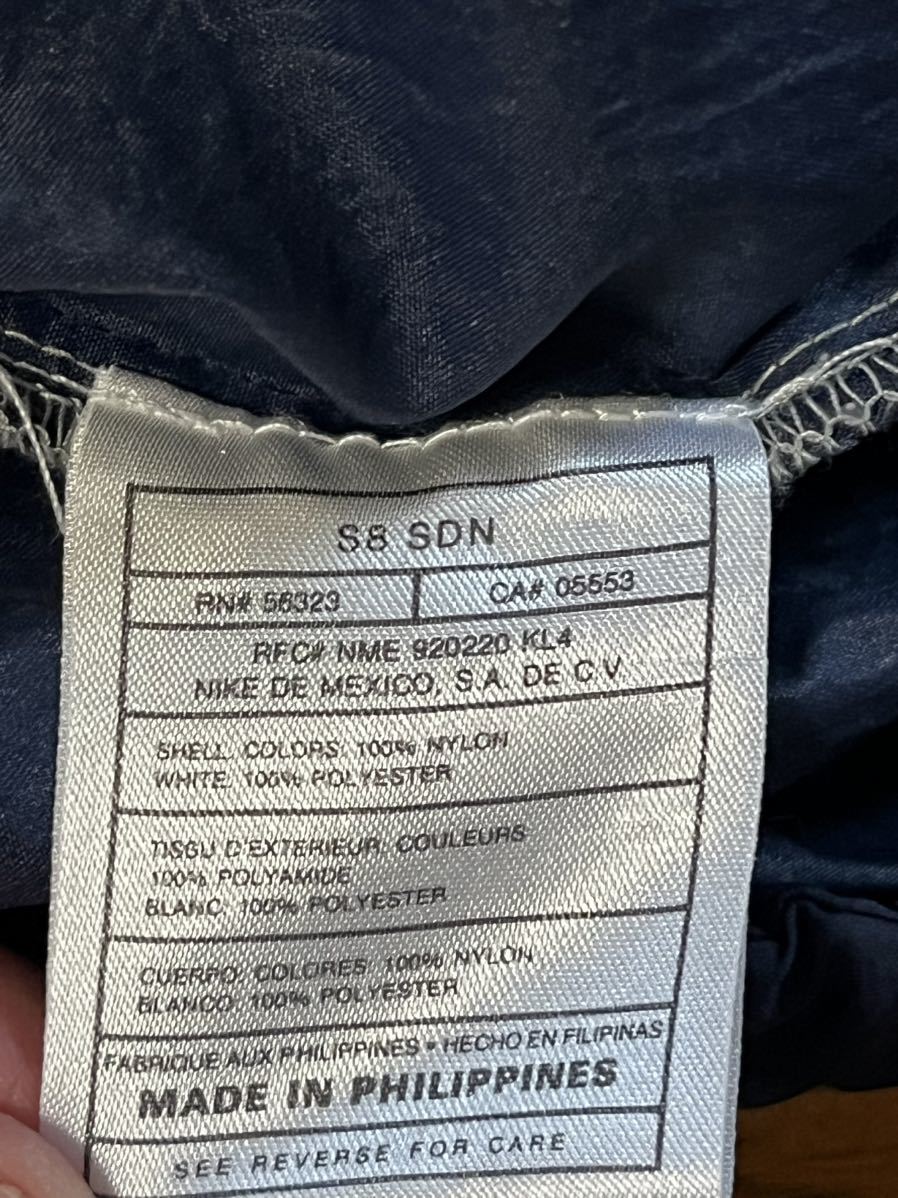 S8 SDN
RN# 56323
CA# 05553
RFC# NME 920220 KL4
NIKE DE MEXICO, S.A. DE C V
SHELL: COLORS: 100% NYLON
WHITE: 100% POLYESTER
TISSU D'EXTERIEUR: COULEURS
100% POLYAMIDE
BLANC: 100% POLYESTER
CUERPO: COLORES: 100% NYLON
BLANCO: 100% POLYESTER
FABRIQUE AUX PHILIPPINES • HECHO EN FILIPINAS
MADE IN PHILIPPINES
SEE REVERSE FOR CARE